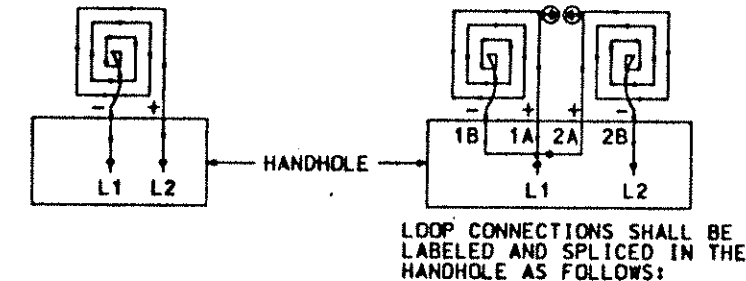 - + - + + -
1B 1A 2A 2B
HANDHOLE
L1 L2 L1 L2
LOOP CONNECTIONS SHALL BE
LABELED AND SPLICED IN THE
HANDHOLE AS FOLLOWS: